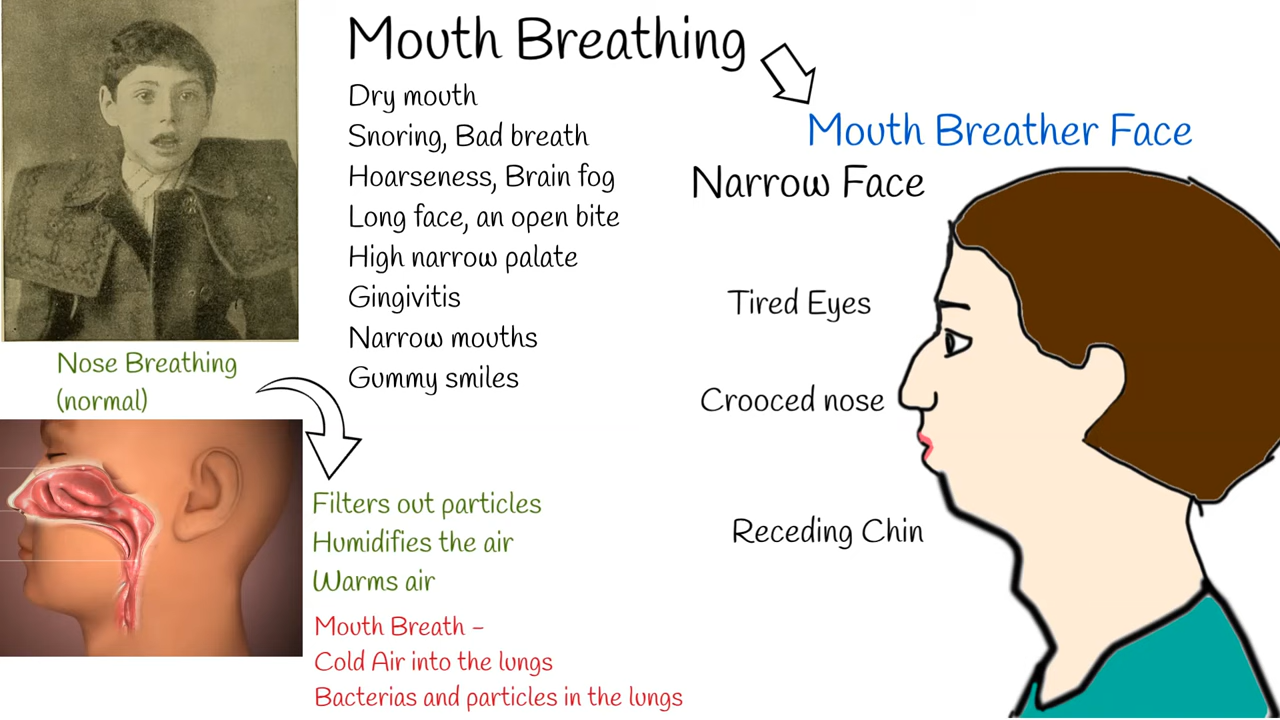 Mouth Breathing
Dry mouth
Snoring, Bad breath
Hoarseness, Brain fog
Long face, an open bite
High narrow palate
Gingivitis
Narrow mouths
Gummy smiles
Mouth Breather Face
Narrow Face
Tired Eyes
Crooced nose
Receding Chin
Nose Breathing
(normal)
Filters out particles
Humidifies the air
Warms air
Mouth Breath -
Cold Air into the lungs
Bacterias and particles in the lungs